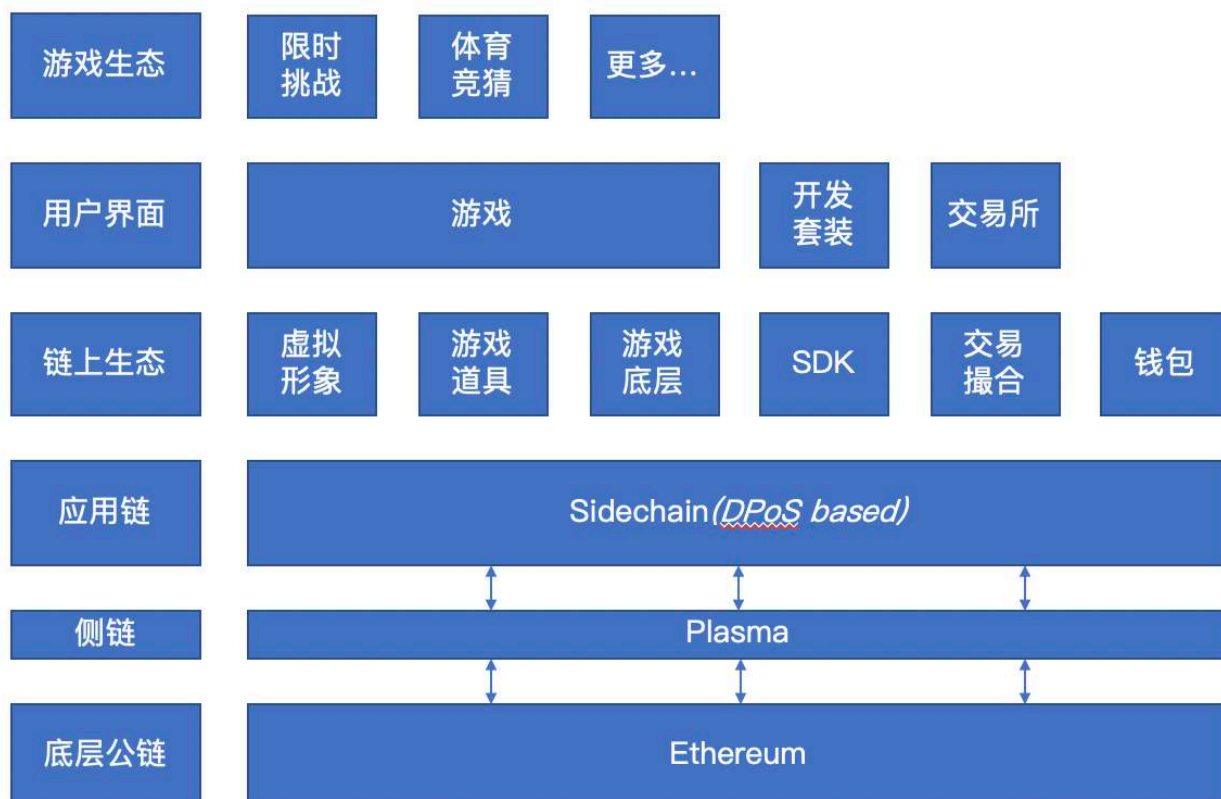 游戏生态
限时
挑战
体育
竞猜
更多...
用户界面
游戏
开发
套装
交易所
链上生态
虚拟
形象
游戏
道具
游戏
底层
SDK
交易
撮合
钱包
应用链
Sidechain(DPoS based)
侧链
Plasma
底层公链
Ethereum